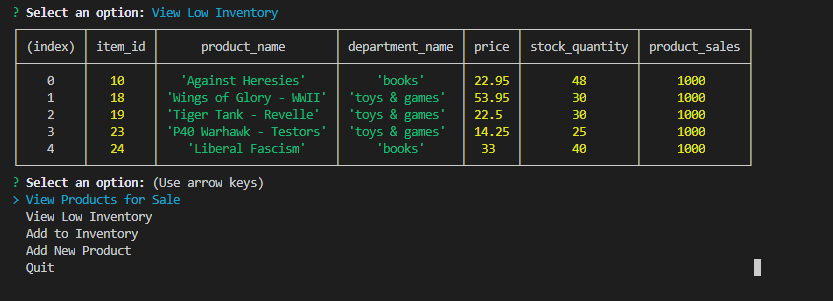 ? Select an option: View Low Inventory
(index) item_id product_name department_name price stock_quantity product_sales
0 10 'Against Heresies' 'books' 22.95 48 1000
1 18 'Wings of Glory - WWII' 'toys & games' 53.95 30 1000
2 19 'Tiger Tank - Revelle' 'toys & games' 22.5 30 1000
3 23 'P40 Warhawk - Testors' 'toys & games' 14.25 25 1000
4 24 'Liberal Fascism' 'books' 33 40 1000
? Select an option: (Use arrow keys)
> View Products for Sale
View Low Inventory
Add to Inventory
Add New Product
Quit